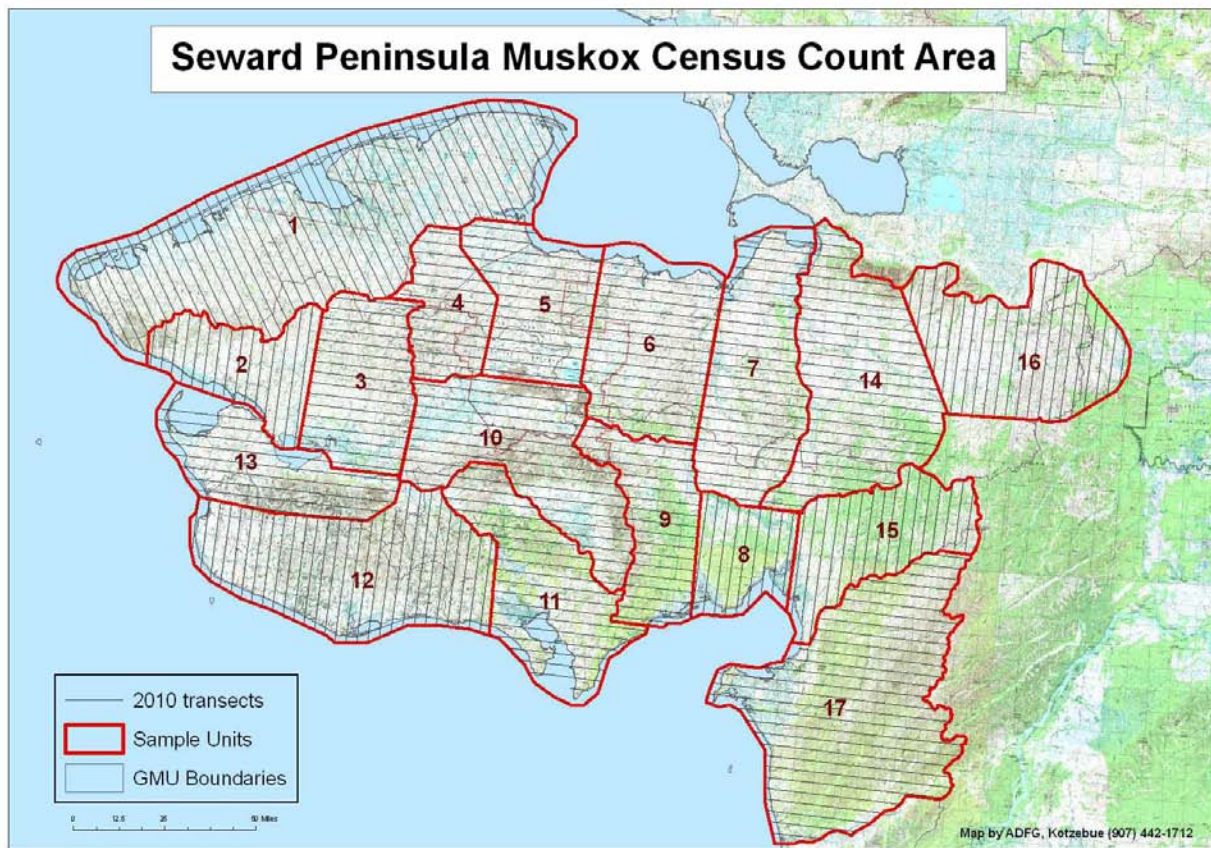 Seward Peninsula Muskox Census Count Area
1
2
3
4
5
6
7
14
16
13
10
9
8
15
12
11
17
2010 transects
Sample Units
GMU Boundaries
0 12.5 25 50 Miles
Map by ADFG, Kotzebue (907) 442-1712